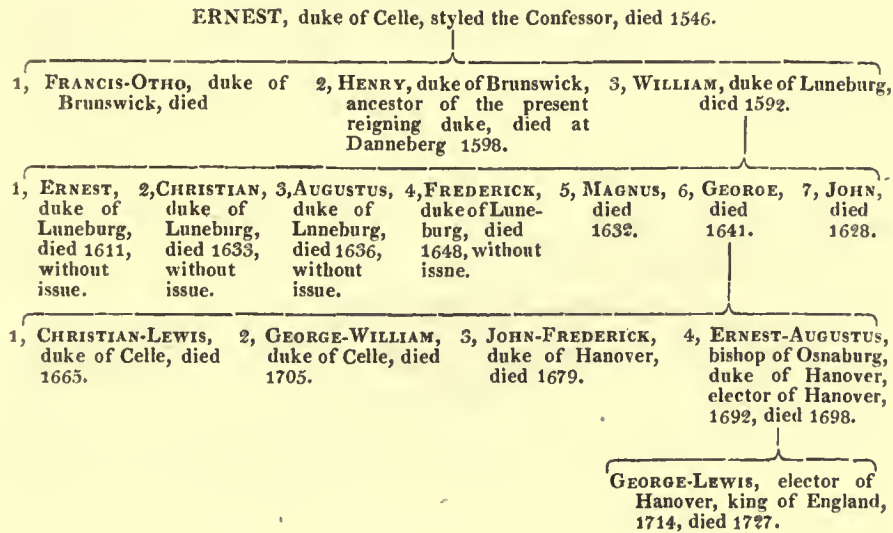 ERNEST, duke of Celle, styled the Confessor, died 1546.
1, FRANCIS-OTHO, duke of
Brunswick, died
2, HENRY, duke of Brunswick,
ancestor of the present
reigning duke, died at
Danneberg 1598.
3, WILLIAM, duke of Luneburg,
died 1592.
1, ERNEST,
duke of
Luneburg,
died 1611,
without
issue.
2, CHRISTIAN,
duke of
Luneburg,
died 1633,
without
issue.
3, AUGUSTUS,
duke of
Lnneburg,
died 1636,
without
issue.
4, FREDERICK,
duke of Lune-
burg, died
1648, without
issne.
5, MAGNUS,
died
1632.
6, GEORGE,
died
1641.
7, JOHN,
died
1628.
1, CHRISTIAN-LEWIS,
duke of Celle, died
1665.
2, GEORGE-WILLIAM,
duke of Celle, died
1705.
3, JOHN-FREDERICK,
duke of Hanover,
died 1679.
4, ERNEST-AUGUSTUS,
bishop of Osnaburg,
duke of Hanover,
elector of Hanover,
1692, died 1698.
GEORGE-LEWIS, elector of
Hanover, king of England,
1714, died 1727.